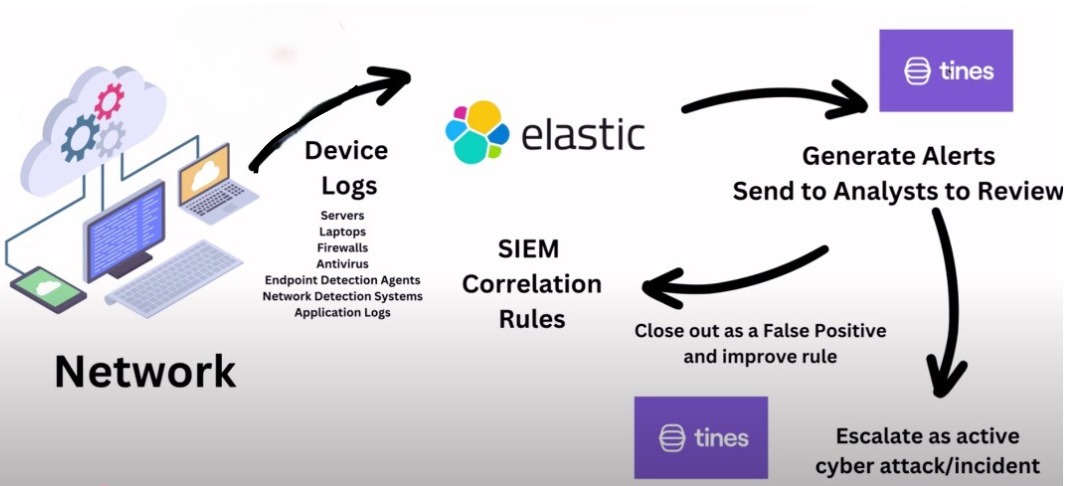 Device
Logs
Servers
Laptops
Firewalls
Antivirus
Endpoint Detection Agents
Network Detection Systems
Application Logs
Network
elastic
SIEM
Correlation
Rules
tines
Generate Alerts
Send to Analysts to Review
Close out as a False Positive
and improve rule
tines
Escalate as active
cyber attack/incident